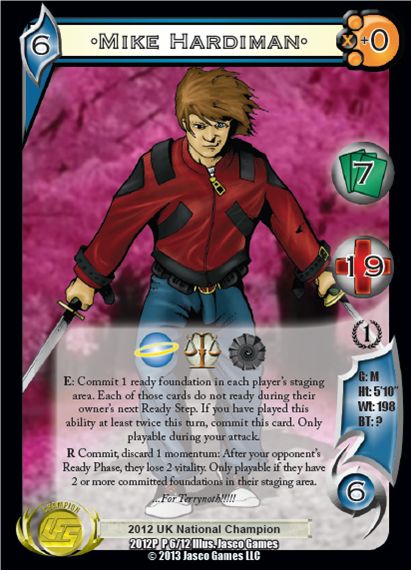 6
·MIKE HARDIMAN·
X +0
7
19
1
E: Commit 1 ready foundation in each player's staging
area. Each of those cards do not ready during their
owner's next Ready Step. If you have played this
ability at least twice this turn, commit this card. Only
playable during your attack.
R Commit, discard 1 momentum: After your opponent's
Ready Phase, they lose 2 vitality. Only playable if they have
2 or more committed foundations in their staging area.
...For Terrynoth!!!!!
G: M
Ht: 5'10"
Wt: 198
BT: ?
6
CHAMPION
UFS
2012 UK National Champion
2012P P 6/12 Illus. Jasco Games
© 2013 Jasco Games LLC